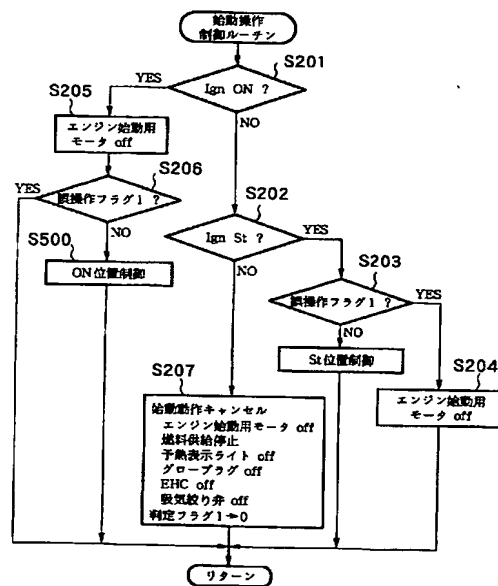 始動操作
制御ルーチン
S201
Ign ON ?
YES
NO
S205
エンジン始動用
モータ off
S206
誤操作フラグ1 ?
YES
NO
S500
ON位置制御
S202
Ign St ?
YES
NO
S203
誤操作フラグ1 ?
YES
NO
St位置制御
S204
エンジン始動用
モータ off
S207
始動動作キャンセル
エンジン始動用モータ off
燃料供給停止
予熱表示ライト off
グロープラグ off
EHC off
吸気絞り弁 off
判定フラグ1→0
リターン